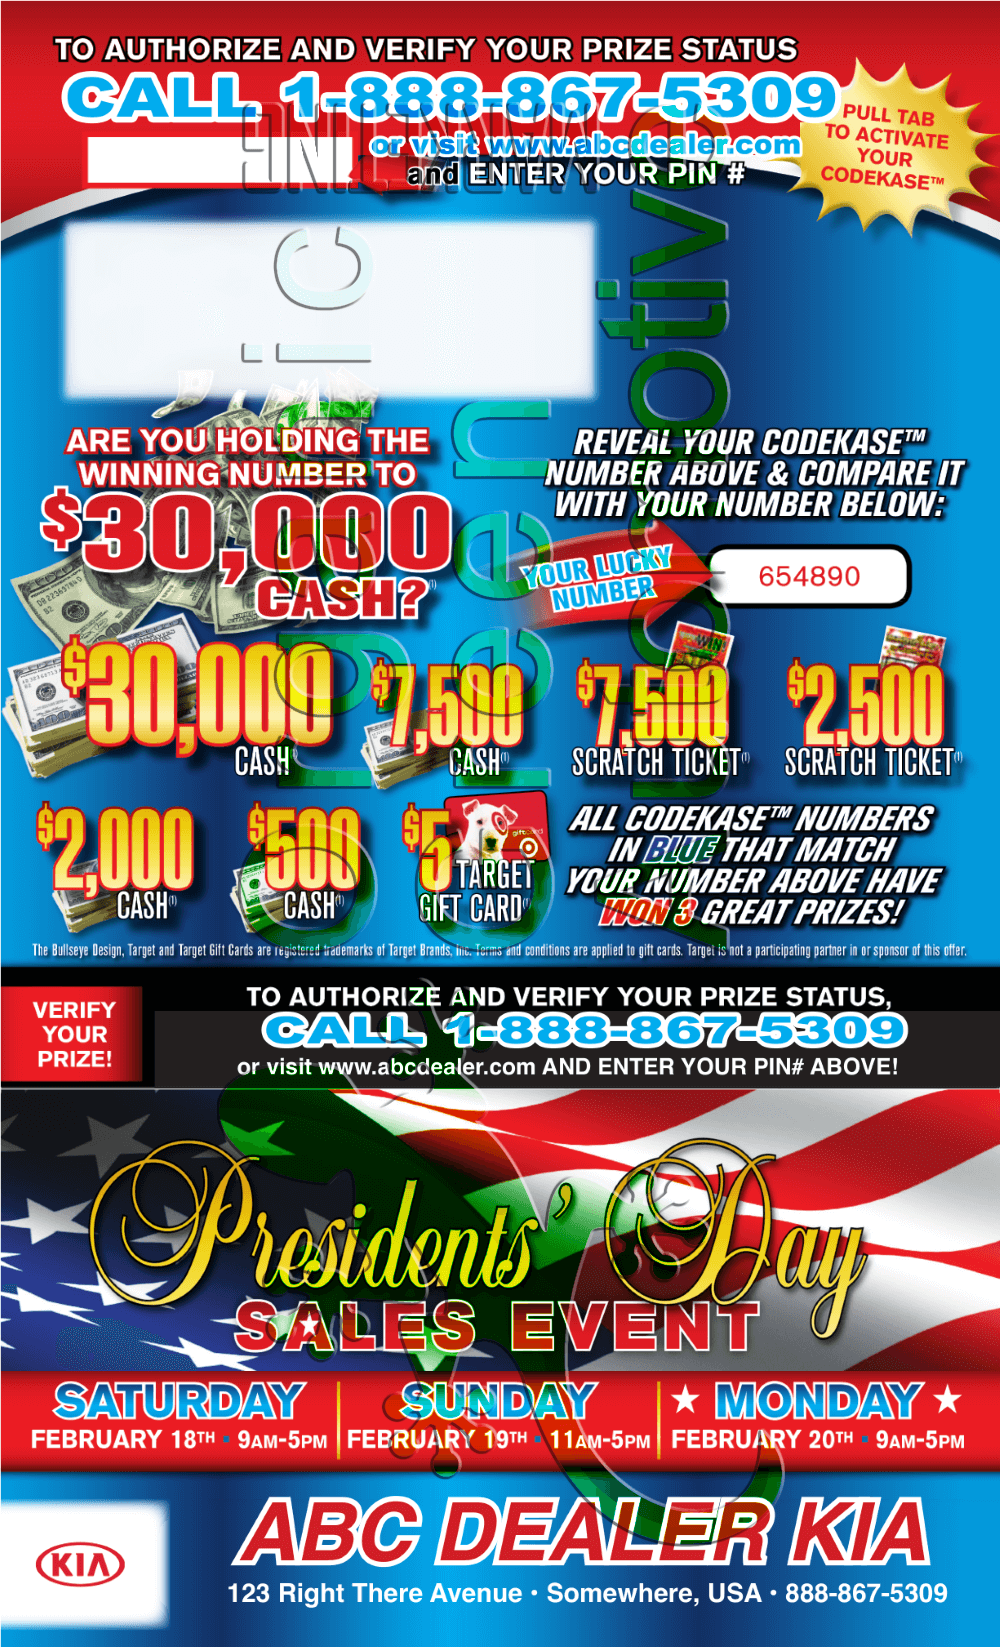 TO AUTHORIZE AND VERIFY YOUR PRIZE STATUS
CALL 1-888-867-5309
or visit www.abcdealer.com
and ENTER YOUR PIN #
PULL TAB
TO ACTIVATE
YOUR
CODEKASE™
ARE YOU HOLDING THE
WINNING NUMBER TO
$30,000
CASH?(1)
REVEAL YOUR CODEKASE™
NUMBER ABOVE & COMPARE IT
WITH YOUR NUMBER BELOW:
YOUR LUCKY
NUMBER
654890
$30,000
CASH(1)
$7,500
CASH(1)
$7,500
SCRATCH TICKET(1)
$2,500
SCRATCH TICKET(1)
$2,000
CASH(1)
$500
CASH(1)
$5
TARGET
GIFT CARD(1)
ALL CODEKASE™ NUMBERS
IN BLUE THAT MATCH
YOUR NUMBER ABOVE HAVE
WON 3 GREAT PRIZES!
The Bullseye Design, Target and Target Gift Cards are registered trademarks of Target Brands, Inc. Terms and conditions are applied to gift cards. Target is not a participating partner in or sponsor of this offer.
VERIFY
YOUR
PRIZE!
TO AUTHORIZE AND VERIFY YOUR PRIZE STATUS,
CALL 1-888-867-5309
or visit www.abcdealer.com AND ENTER YOUR PIN# ABOVE!
Presidents' Day
SALES EVENT
SATURDAY
FEBRUARY 18TH • 9AM-5PM
SUNDAY
FEBRUARY 19TH • 11AM-5PM
★ MONDAY ★
FEBRUARY 20TH • 9AM-5PM
KIA
ABC DEALER KIA
123 Right There Avenue • Somewhere, USA • 888-867-5309